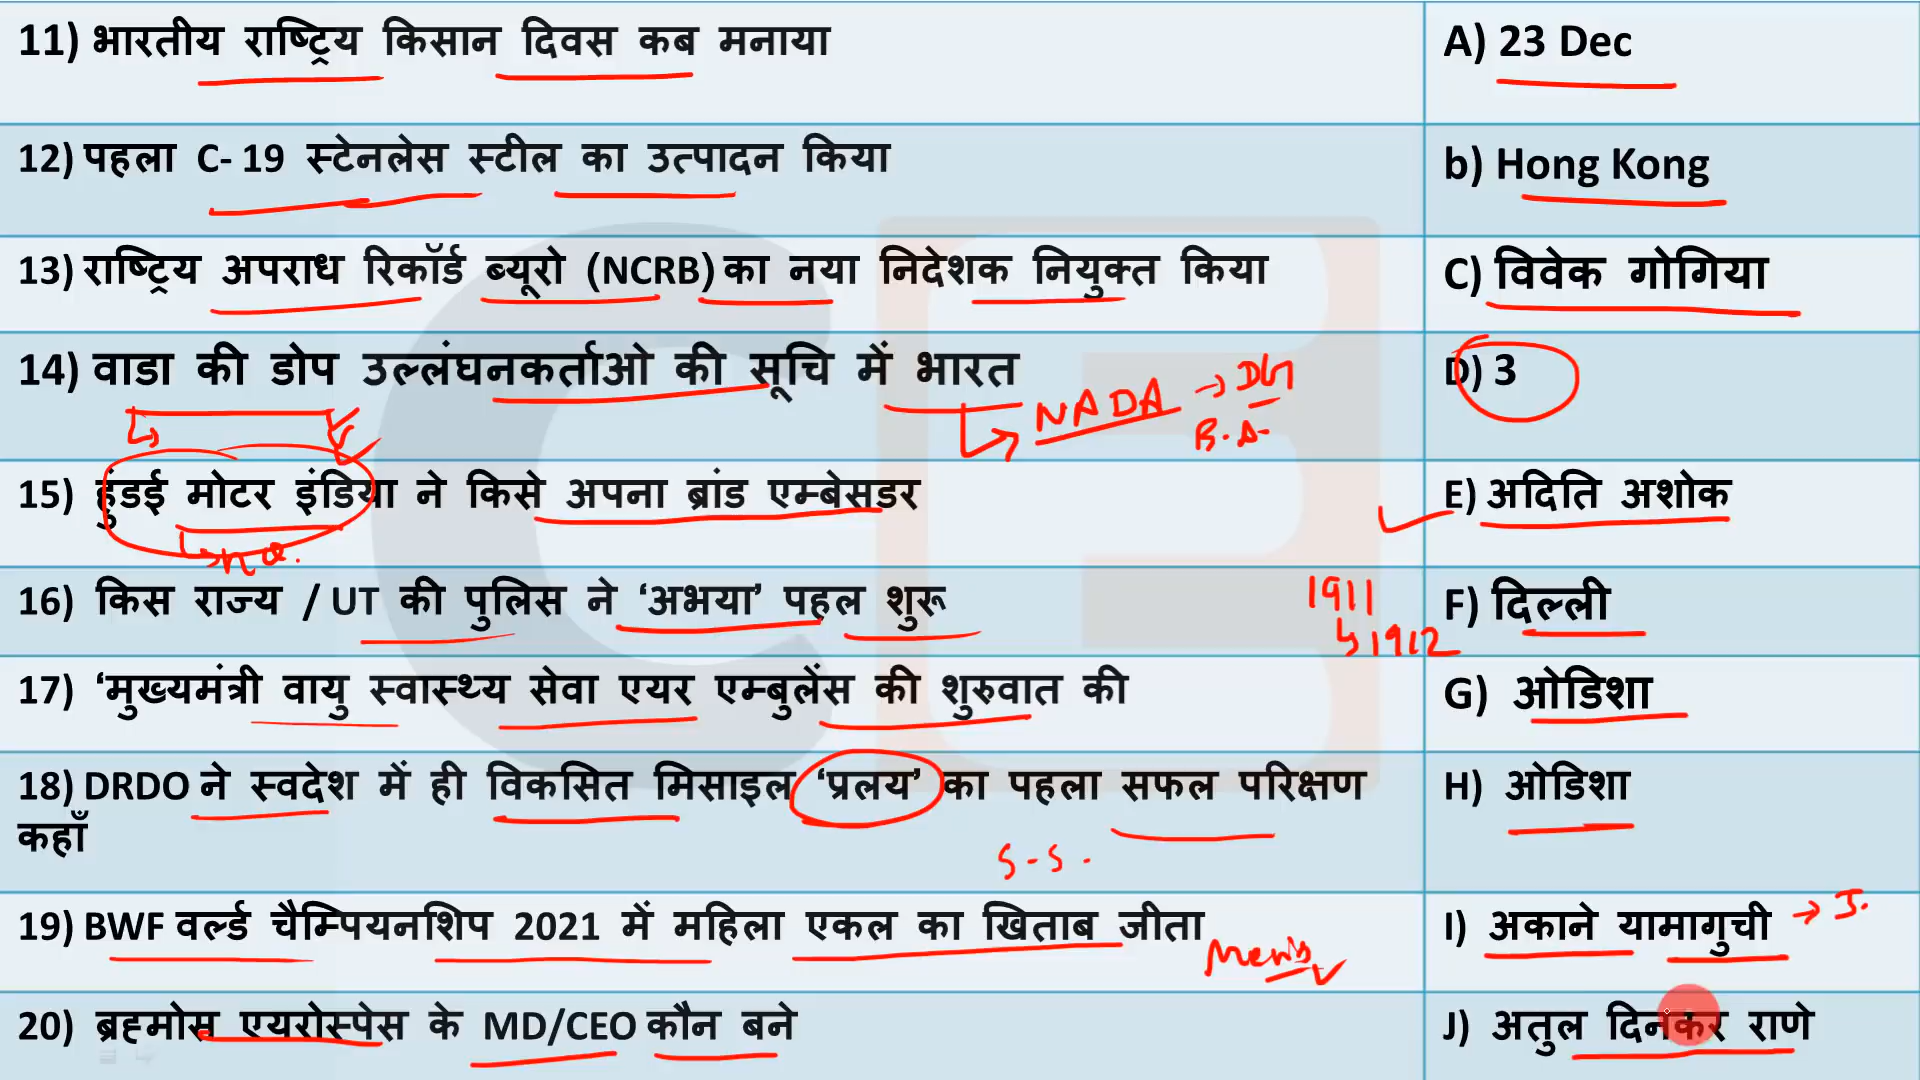 11) भारतीय राष्ट्रिय किसान दिवस कब मनाया
A) 23 Dec
12) पहला C- 19 स्टेनलेस स्टील का उत्पादन किया
b) Hong Kong
13) राष्ट्रिय अपराध रिकॉर्ड ब्यूरो (NCRB) का नया निदेशक नियुक्त किया
C) विवेक गोगिया
14) वाडा की डोप उल्लंघनकर्ताओ की सूचि में भारत
NADA → DG
B.A.
D) 3
15) हुंडई मोटर इंडिया ने किसे अपना ब्रांड एम्बेसडर
E) अदिति अशोक
16) किस राज्य / UT की पुलिस ने ‘अभया’ पहल शुरू
1911
1912
F) दिल्ली
17) ‘मुख्यमंत्री वायु स्वास्थ्य सेवा एयर एम्बुलेंस की शुरुवात की
G) ओडिशा
18) DRDO ने स्वदेश में ही विकसित मिसाइल ‘प्रलय’ का पहला सफल परिक्षण
कहाँ
S-S.
H) ओडिशा
19) BWF वर्ल्ड चैम्पियनशिप 2021 में महिला एकल का खिताब जीता
Men's
I) अकाने यामागुची → J.
20) ब्रह्मोस एयरोस्पेस के MD/CEO कौन बने
J) अतुल दिनकर राणे